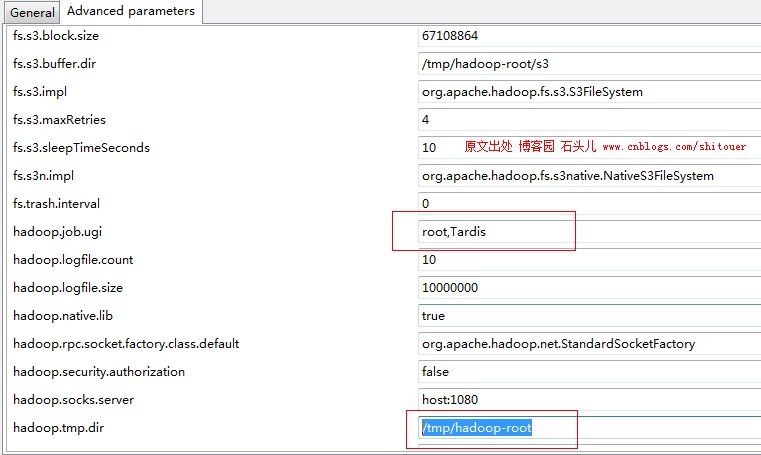 General Advanced parameters
fs.s3.block.size 67108864
fs.s3.buffer.dir /tmp/hadoop-root/s3
fs.s3.impl org.apache.hadoop.fs.s3.S3FileSystem
fs.s3.maxRetries 4
fs.s3.sleepTimeSeconds 10 原文出处 博客园 石头儿 www.cnblogs.com/shitouer
fs.s3n.impl org.apache.hadoop.fs.s3native.NativeS3FileSystem
fs.trash.interval 0
hadoop.job.ugi root,Tardis
hadoop.logfile.count 10
hadoop.logfile.size 10000000
hadoop.native.lib true
hadoop.rpc.socket.factory.class.default org.apache.hadoop.net.StandardSocketFactory
hadoop.security.authorization false
hadoop.socks.server host:1080
hadoop.tmp.dir /tmp/hadoop-root